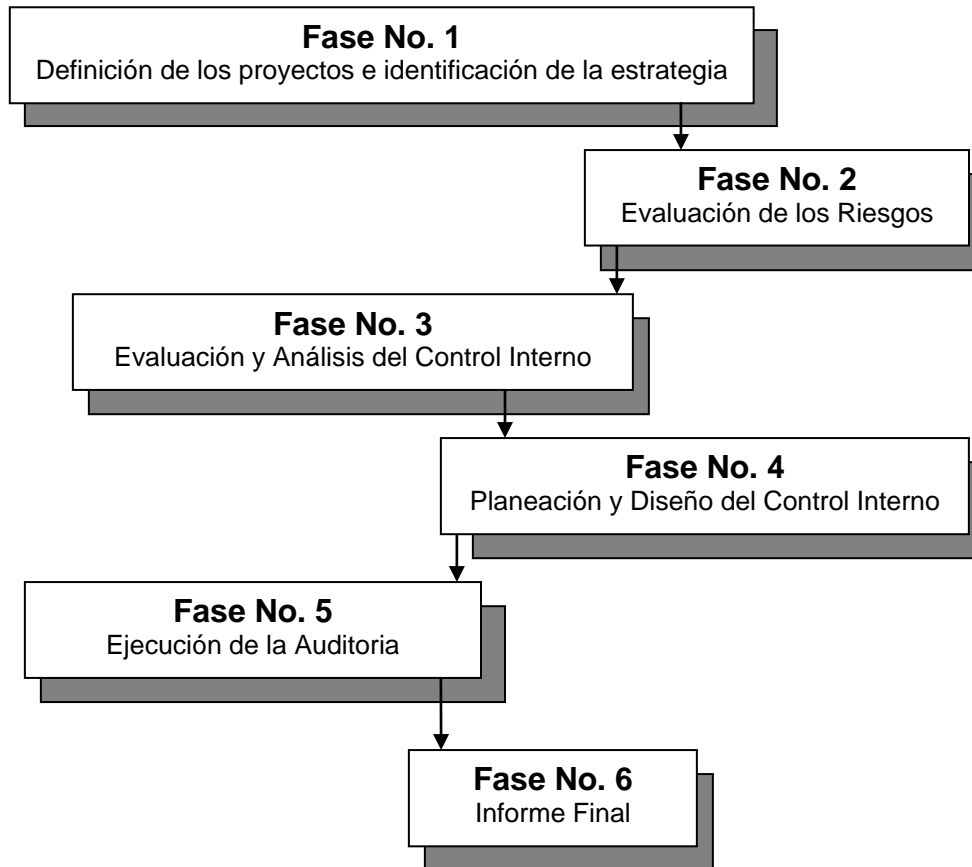 Fase No. 1
Definición de los proyectos e identificación de la estrategia
Fase No. 2
Evaluación de los Riesgos
Fase No. 3
Evaluación y Análisis del Control Interno
Fase No. 4
Planeación y Diseño del Control Interno
Fase No. 5
Ejecución de la Auditoria
Fase No. 6
Informe Final